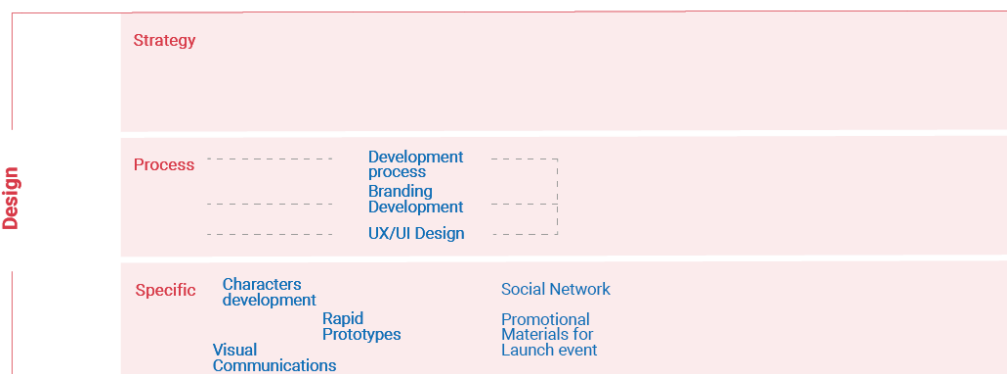 Design
Strategy
Process
Development
process
Branding
Development
UX/UI Design
Specific
Characters
development
Rapid
Prototypes
Visual
Communications
Social Network
Promotional
Materials for
Launch event